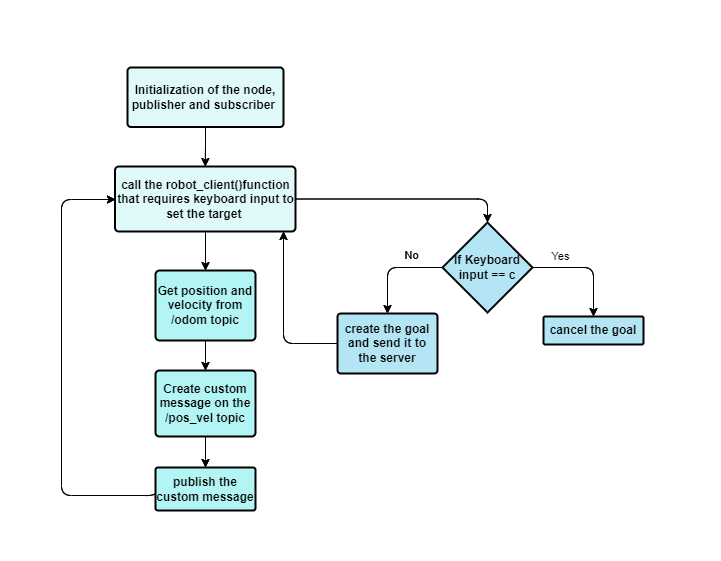 Initialization of the node,
publisher and subscriber
call the robot_client()function
that requires keyboard input to
set the target
No
If Keyboard
input == c
Yes
Get position and
velocity from
/odom topic
create the goal
and send it to
the server
cancel the goal
Create custom
message on the
/pos_vel topic
publish the
custom message